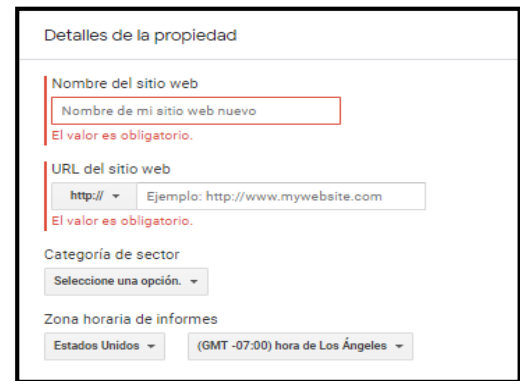 Detalles de la propiedad
Nombre del sitio web
Nombre de mi sitio web nuevo
El valor es obligatorio.
URL del sitio web
http:// Ejemplo: http://www.mywebsite.com
El valor es obligatorio.
Categoría de sector
Seleccione una opción.
Zona horaria de informes
Estados Unidos (GMT -07:00) hora de Los Ángeles